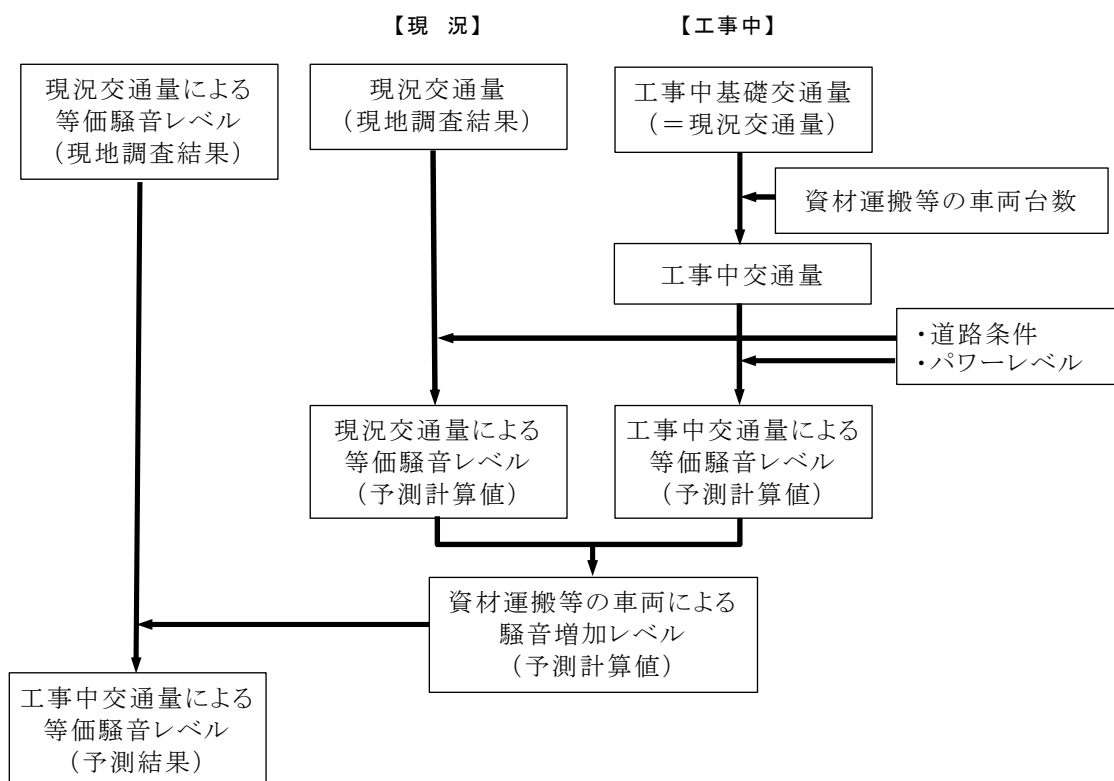 【現 況】
【工事中】
現況交通量による
等価騒音レベル
（現地調査結果）
現況交通量
（現地調査結果）
工事中基礎交通量
（＝現況交通量）
資材運搬等の車両台数
工事中交通量
・道路条件
・パワーレベル
現況交通量による
等価騒音レベル
（予測計算値）
工事中交通量による
等価騒音レベル
（予測計算値）
資材運搬等の車両による
騒音増加レベル
（予測計算値）
工事中交通量による
等価騒音レベル
（予測結果）